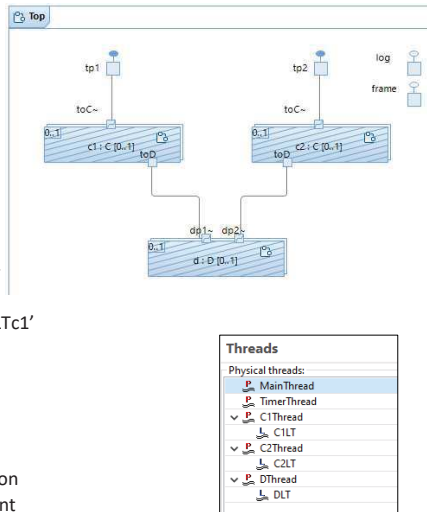 Top
tp1 tp2 log
frame
toC~ toC~
0..1 0..1
c1 : C [0..1] c2 : C [0..1]
toD toD
dp1~ dp2~
0..1
d : D [0..1]
Tc1’
Threads
Physical threads:
MainThread
TimerThread
C1Thread
C1LT
C2Thread
C2LT
on
DThread
nt
DLT